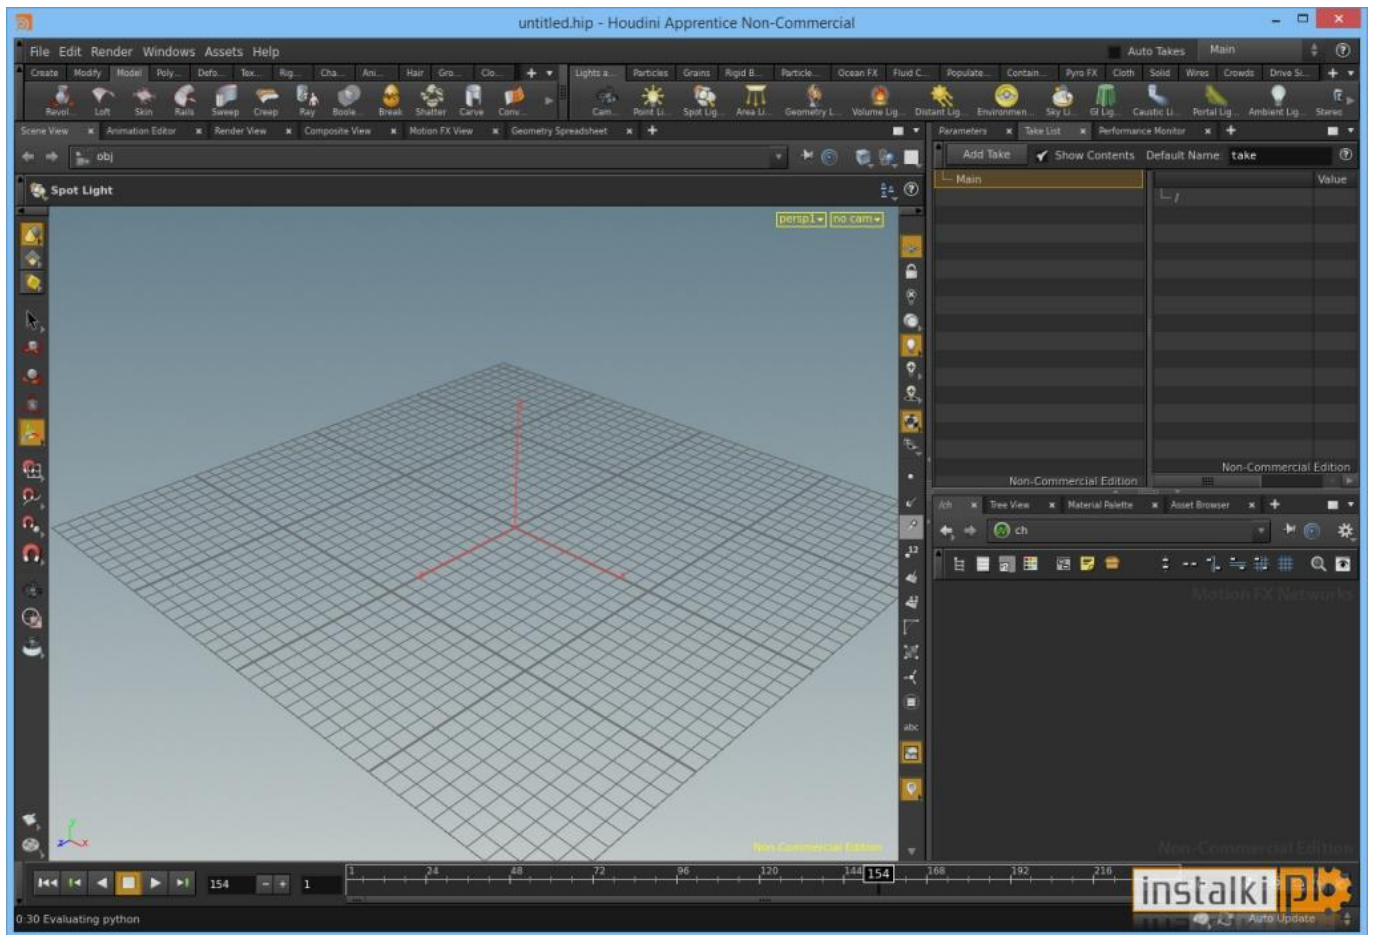 untitled.hip - Houdini Apprentice Non-Commercial
File Edit Render Windows Assets Help
Auto Takes Main
Create Modify Model Poly... Defo... Tex... Rig... Cha... Ani... Hair Gro... Clo...
Lights a... Particles Grains Rigid B... Particle... Ocean FX Fluid C... Populate... Contain... Pyro FX Cloth Solid Wires Crowds Drive Si...
Revol... Loft Skin Rails Sweep Creep Ray Boole... Break Shatter Carve Conv...
Cam... Point Li... Spot Lig... Area Li... Geometry L... Volume Lig... Distant Lig... Environmen... Sky Li... GI Lig... Caustic Li... Portal Lig... Ambient Lig... Stereo
Scene View Animation Editor Render View Composite View Motion FX View Geometry Spreadsheet
Parameters Take List Performance Monitor
obj
Add Take Show Contents Default Name: take
Spot Light
Main
Value
/
persp1 no cam
Non-Commercial Edition
Non-Commercial Edition
/ch Tree View Material Palette Asset Browser
ch
12
Motion FX Networks
abc
y
z x
Non-Commercial Edition
Non-Commercial Edition
154 1
1 24 48 72 96 120 144 154 168 192 216
instalki pl
0:30 Evaluating python
Auto Update